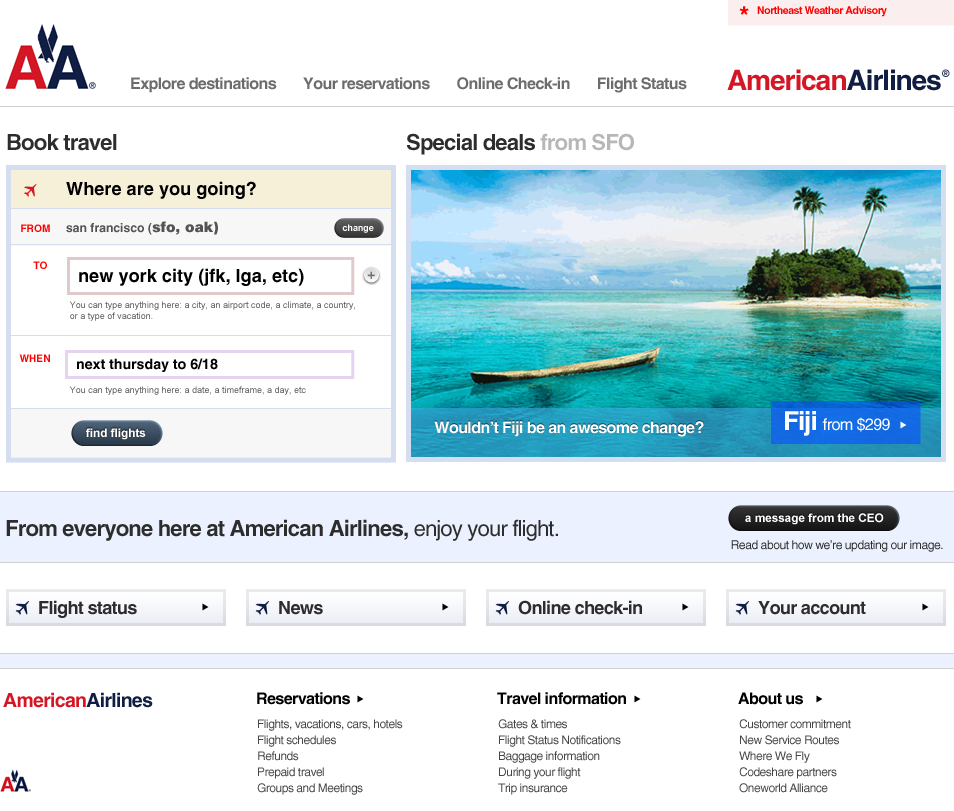 * Northeast Weather Advisory
AA®
Explore destinations Your reservations Online Check-in Flight Status
AmericanAirlines®
Book travel
Special deals from SFO
Where are you going?
FROM san francisco (sfo, oak) change
TO new york city (jfk, lga, etc) +
You can type anything here: a city, an airport code, a climate, a country,
or a type of vacation.
WHEN next thursday to 6/18
You can type anything here: a date, a timeframe, a day, etc
find flights
Wouldn't Fiji be an awesome change?
Fiji from $299
From everyone here at American Airlines, enjoy your flight.
a message from the CEO
Read about how we're updating our image.
Flight status
News
Online check-in
Your account
AmericanAirlines
AA
Reservations
Flights, vacations, cars, hotels
Flight schedules
Refunds
Prepaid travel
Groups and Meetings
Travel information
Gates & times
Flight Status Notifications
Baggage information
During your flight
Trip insurance
About us
Customer commitment
New Service Routes
Where We Fly
Codeshare partners
Oneworld Alliance